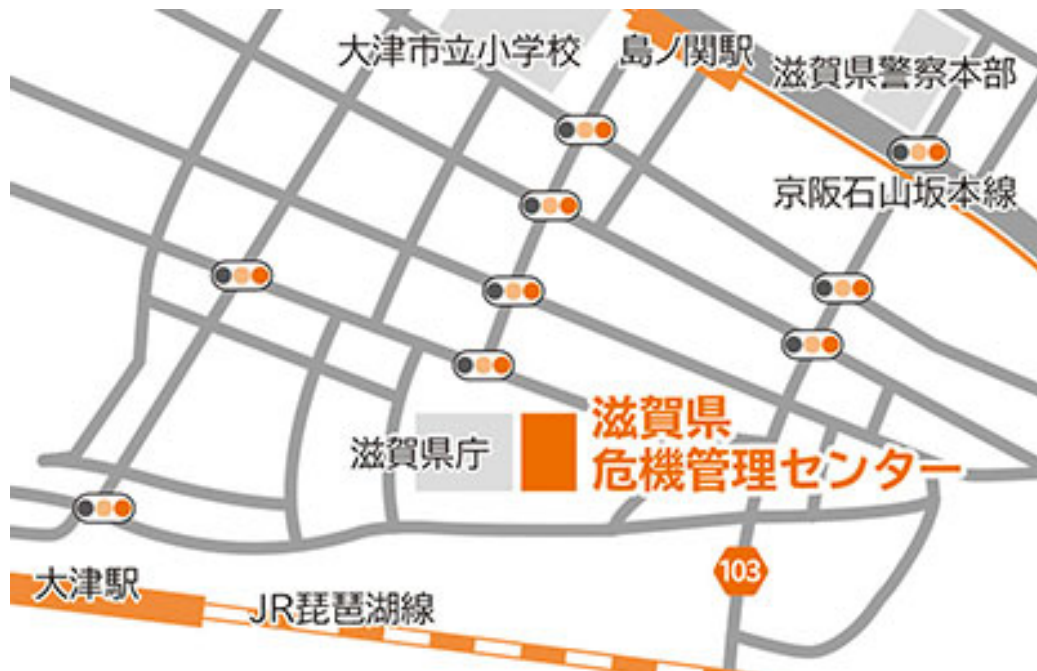 大津市立小学校
島ノ関駅
滋賀県警察本部
京阪石山坂本線
滋賀県庁
滋賀県
危機管理センター
103
大津駅
JR琵琶湖線